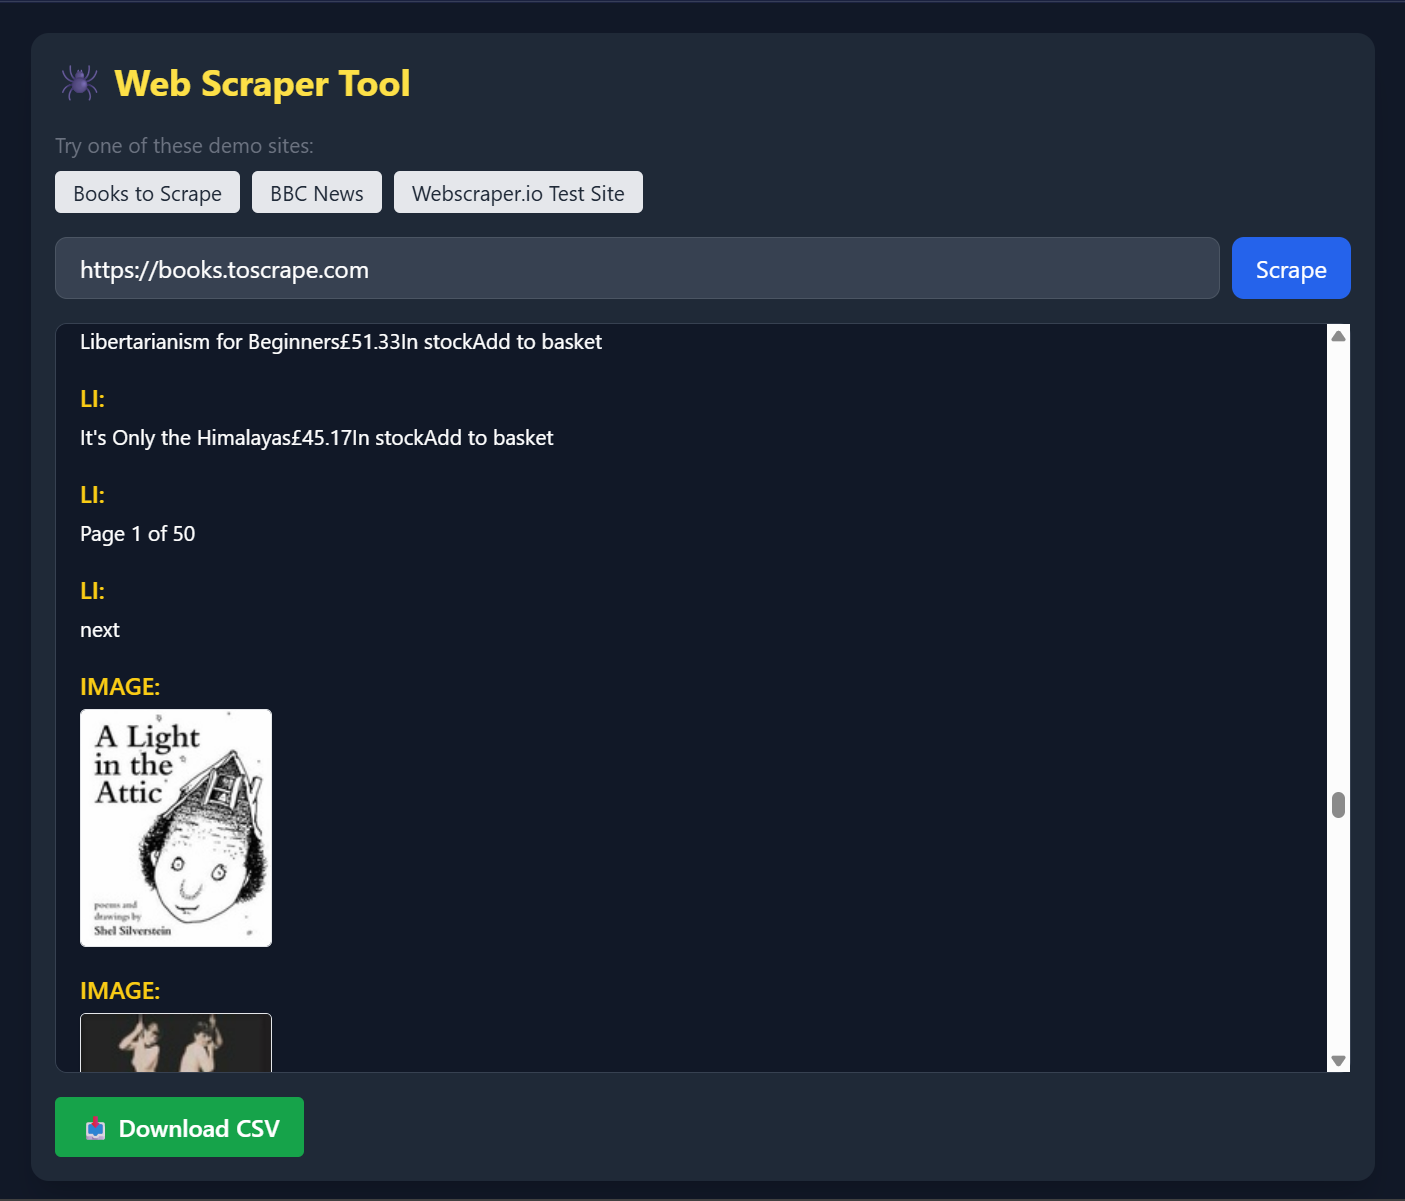 Web Scraper Tool
Try one of these demo sites:
Books to Scrape
BBC News
Webscraper.io Test Site
https://books.toscrape.com
Scrape
Libertarianism for Beginners£51.33In stockAdd to basket
LI:
It's Only the Himalayas£45.17In stockAdd to basket
LI:
Page 1 of 50
LI:
next
IMAGE:
A Light
in the
Attic
poems and
drawings by
Shel Silverstein
IMAGE:
Download CSV